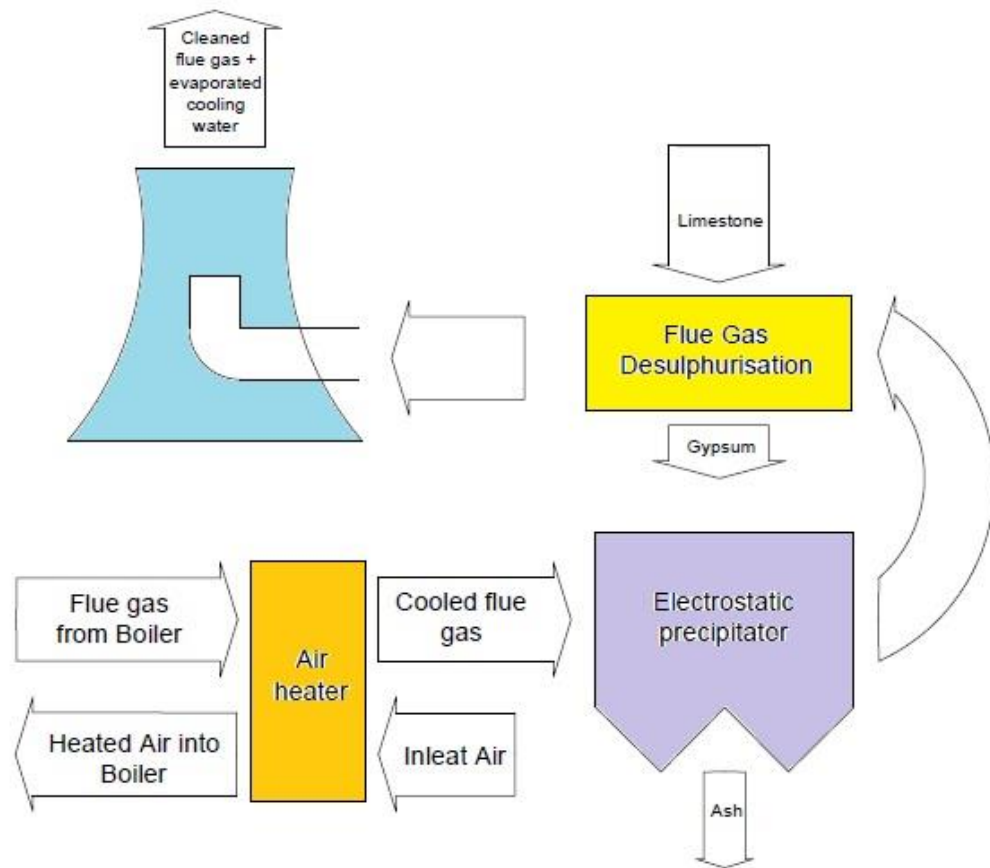 Cleaned
flue gas +
evaporated
cooling
water
Limestone
Flue Gas
Desulphurisation
Gypsum
Flue gas
from Boiler
Air
heater
Cooled flue
gas
Electrostatic
precipitator
Heated Air into
Boiler
Inleat Air
Ash